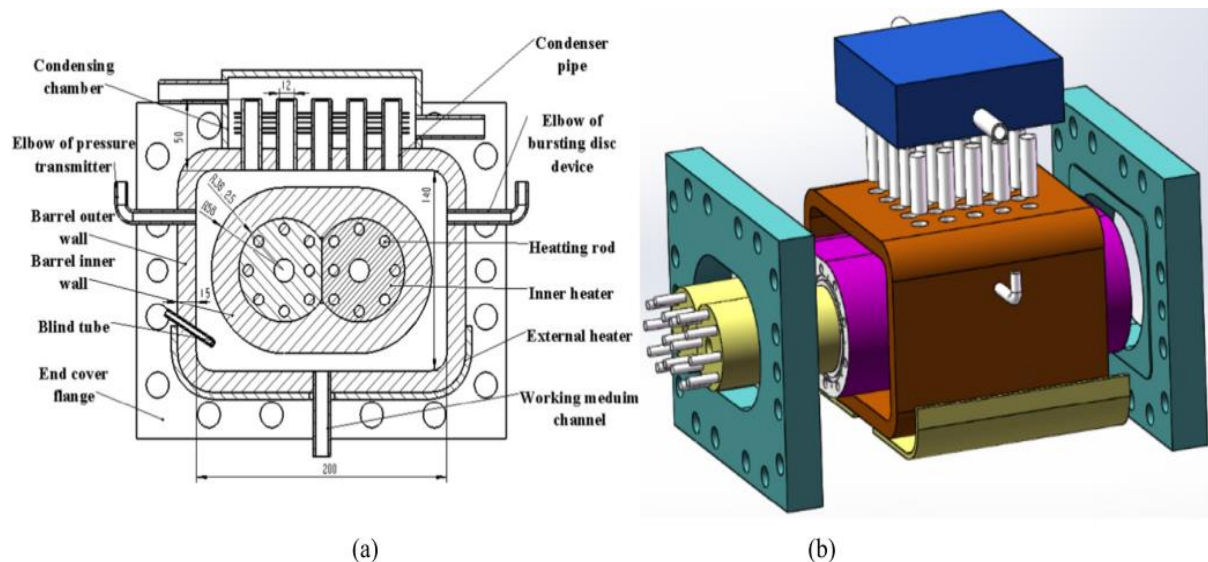 Condensing
chamber
Elbow of pressure
transmitter
Barrel outer
wall
Barrel inner
wall
Blind tube
End cover
flange
12
50
R38.25
R58
140
15
200
Condenser
pipe
Elbow of
bursting disc
device
Heatting rod
Inner heater
External heater
Working meduim
channel
(a)
(b)